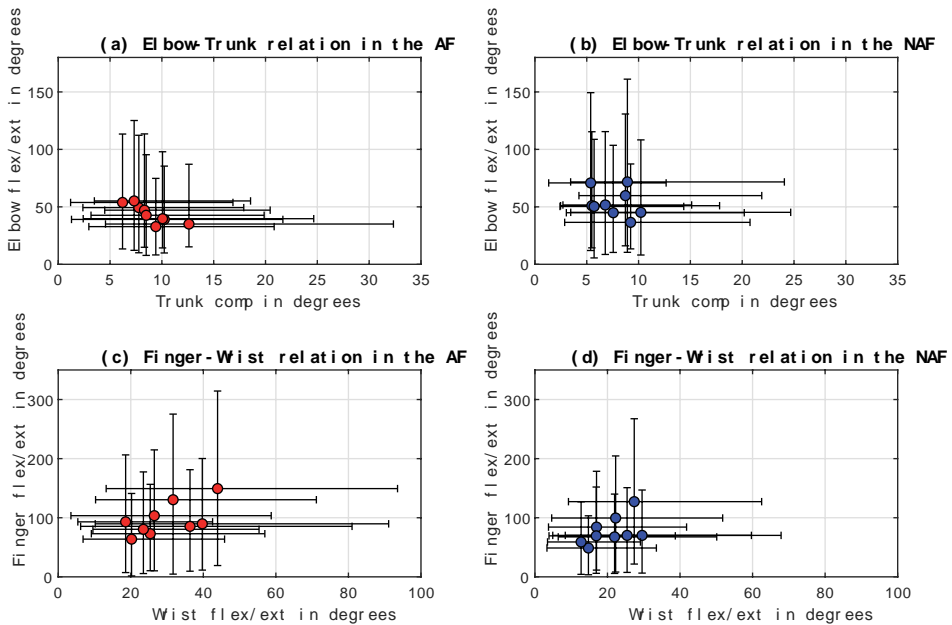 (a) Elbow-Trunk relation in the AF
Elbow flex/ext in degrees
150
100
50
0
0 5 10 15 20 25 30 35
Trunk comp in degrees
(b) Elbow-Trunk relation in the NAF
Elbow flex/ext in degrees
150
100
50
0
0 5 10 15 20 25 30 35
Trunk comp in degrees
(c) Finger-Wrist relation in the AF
Finger flex/ext in degrees
300
200
100
0
0 20 40 60 80 100
Wrist flex/ext in degrees
(d) Finger-Wrist relation in the NAF
Finger flex/ext in degrees
300
200
100
0
0 20 40 60 80 100
Wrist flex/ext in degrees